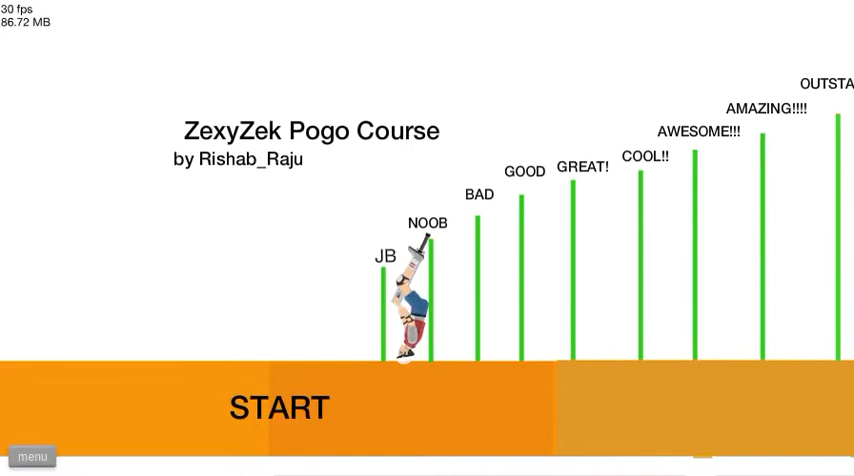 30 fps
86.72 MB
OUTSTA
AMAZING!!!!
AWESOME!!!
COOL!!
GREAT!
GOOD
BAD
NOOB
JB
ZexyZek Pogo Course
by Rishab_Raju
START
menu